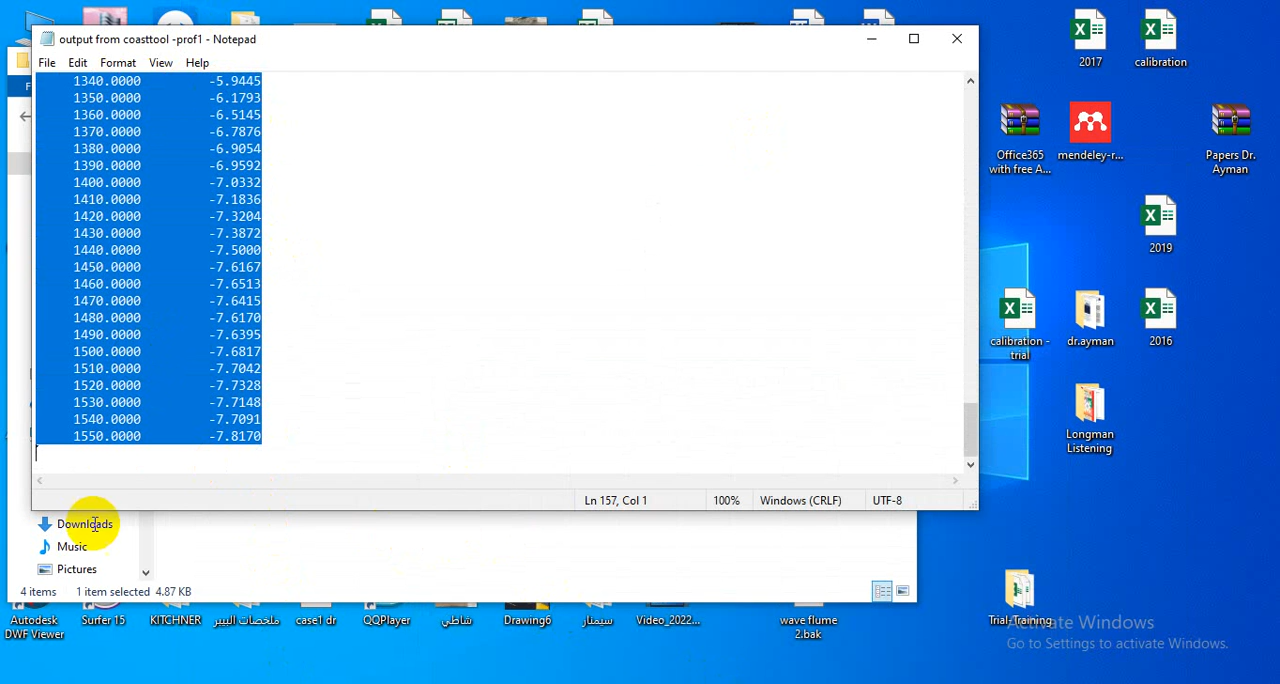 output from coasttool -prof1 - Notepad
File Edit Format View Help
1340.0000 -5.9445
1350.0000 -6.1793
1360.0000 -6.5145
1370.0000 -6.7876
1380.0000 -6.9054
1390.0000 -6.9592
1400.0000 -7.0332
1410.0000 -7.1836
1420.0000 -7.3204
1430.0000 -7.3872
1440.0000 -7.5000
1450.0000 -7.6167
1460.0000 -7.6513
1470.0000 -7.6415
1480.0000 -7.6170
1490.0000 -7.6395
1500.0000 -7.6817
1510.0000 -7.7042
1520.0000 -7.7328
1530.0000 -7.7148
1540.0000 -7.7091
1550.0000 -7.8170
Ln 157, Col 1 100% Windows (CRLF) UTF-8
Downloads
Music
Pictures
4 items 1 item selected 4.87 KB
2017
calibration
Office365
with free A...
mendeley-r...
Papers Dr.
Ayman
2019
calibration -
trial
dr.ayman
2016
Longman
Listening
Autodesk
DWF Viewer
Surfer 15
KITCHNER
ملخصات البيبر
case1 dr
QQPlayer
شاطي
Drawing6
سيمنار
Video_2022...
wave flume
2.bak
Trial-Training
Activate Windows
Go to Settings to activate Windows.